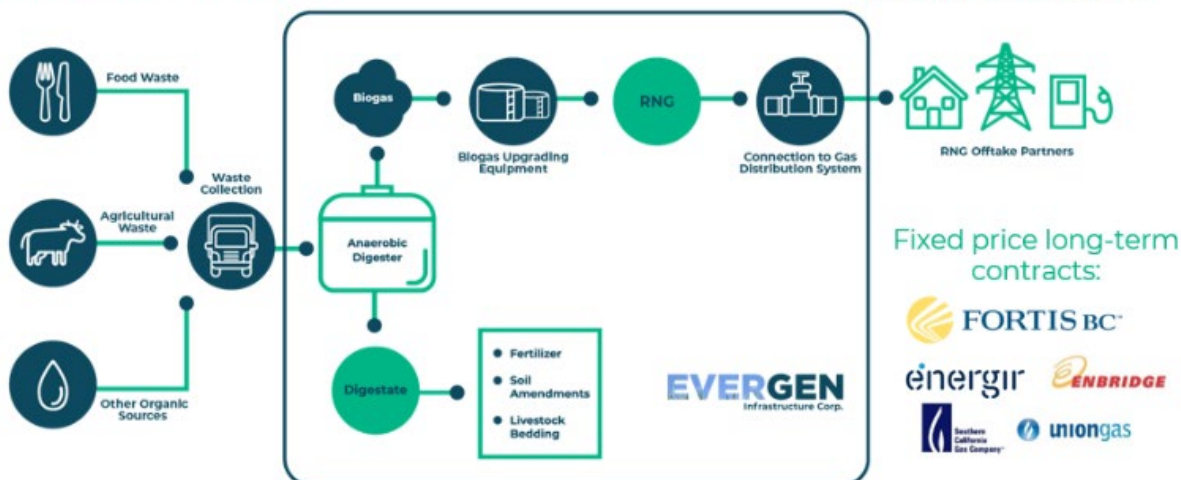 Food Waste
Agricultural
Waste
Other Organic
Sources
Waste
Collection
Biogas
Anaerobic
Digester
Digestate
Fertilizer
Soil
Amendments
Livestock
Bedding
Biogas Upgrading
Equipment
RNG
Connection to Gas
Distribution System
RNG Offtake Partners
EVERGEN
Infrastructure Corp.
Fixed price long-term
contracts:
FORTIS BC™
énergir
ENBRIDGE
Southern
California
Gas Company™
uniongas